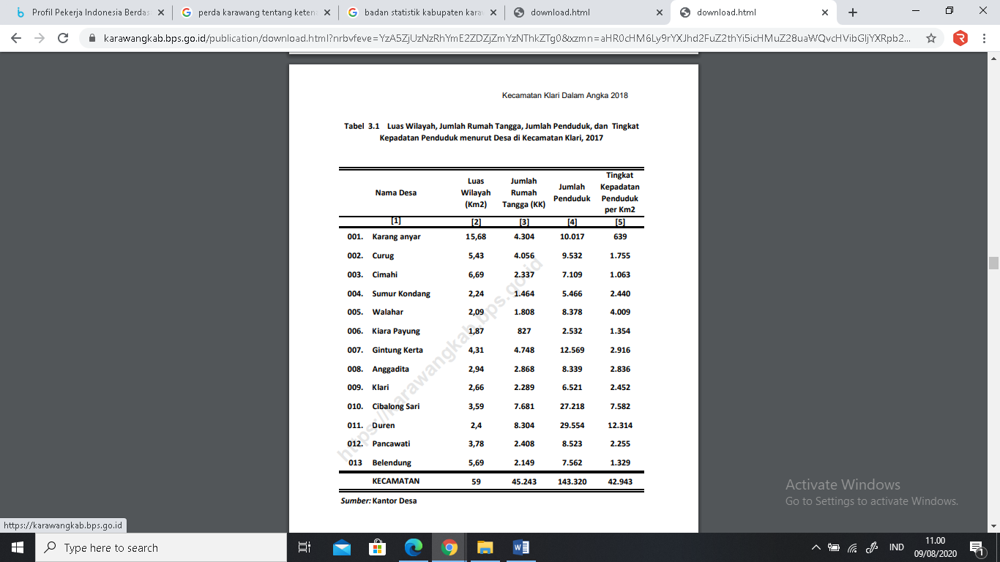 Profil Pekerja Indonesia Berdas
perda karawang tentang keten
badan statistik kabupaten kara
download.html
download.html
karawangkab.bps.go.id/publication/download.html?nrbvfeve=YzA5ZjUzNzRhYmE2ZDZjZmYzNThkZTg0&xzmn=aHR0cHM6Ly9rYXJhd2FuZ2thYi5icHMuZ28uaWQvcHVibGljYXRpb2...
Kecamatan Klari Dalam Angka 2018
Tabel 3.1 Luas Wilayah, Jumlah Rumah Tangga, Jumlah Penduduk, dan Tingkat
Kepadatan Penduduk menurut Desa di Kecamatan Klari, 2017
Nama Desa Luas Wilayah (Km2) Jumlah Rumah Tangga (KK) Jumlah Penduduk Tingkat Kepadatan Penduduk per Km2
[1] [2] [3] [4] [5]
001. Karang anyar 15,68 4.304 10.017 639
002. Curug 5,43 4.056 9.532 1.755
003. Cimahi 6,69 2.337 7.109 1.063
004. Sumur Kondang 2,24 1.464 5.466 2.440
005. Walahar 2,09 1.808 8.378 4.009
006. Kiara Payung 1,87 827 2.532 1.354
007. Gintung Kerta 4,31 4.748 12.569 2.916
008. Anggadita 2,94 2.868 8.339 2.836
009. Klari 2,66 2.289 6.521 2.452
010. Cibalong Sari 3,59 7.681 27.218 7.582
011. Duren 2,4 8.304 29.554 12.314
012. Pancawati 3,78 2.408 8.523 2.255
013 Belendung 5,69 2.149 7.562 1.329
KECAMATAN 59 45.243 143.320 42.943
Sumber: Kantor Desa
https://karawangkab.bps.go.id
Activate Windows
Go to Settings to activate Windows.
https://karawangkab.bps.go.id
Type here to search
IND
11.00
09/08/2020
1